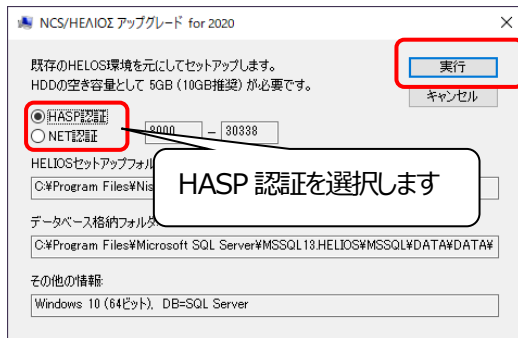 NCS/HEΛIOΣ アップグレード for 2020
既存のHELOS環境を元にしてセットアップします。
HDDの空き容量として 5GB (10GB推奨) が必要です。
実行
キャンセル
HASP認証
NET認証
8000 - 30338
HELIOSセットアップフォル
C:¥Program Files¥Nis
HASP 認証を選択します
データベース格納フォルダ
C:¥Program Files¥Microsoft SQL Server¥MSSQL13.HELIOS¥MSSQL¥DATA¥DATA¥
その他の情報:
Windows 10 (64ビット), DB=SQL Server